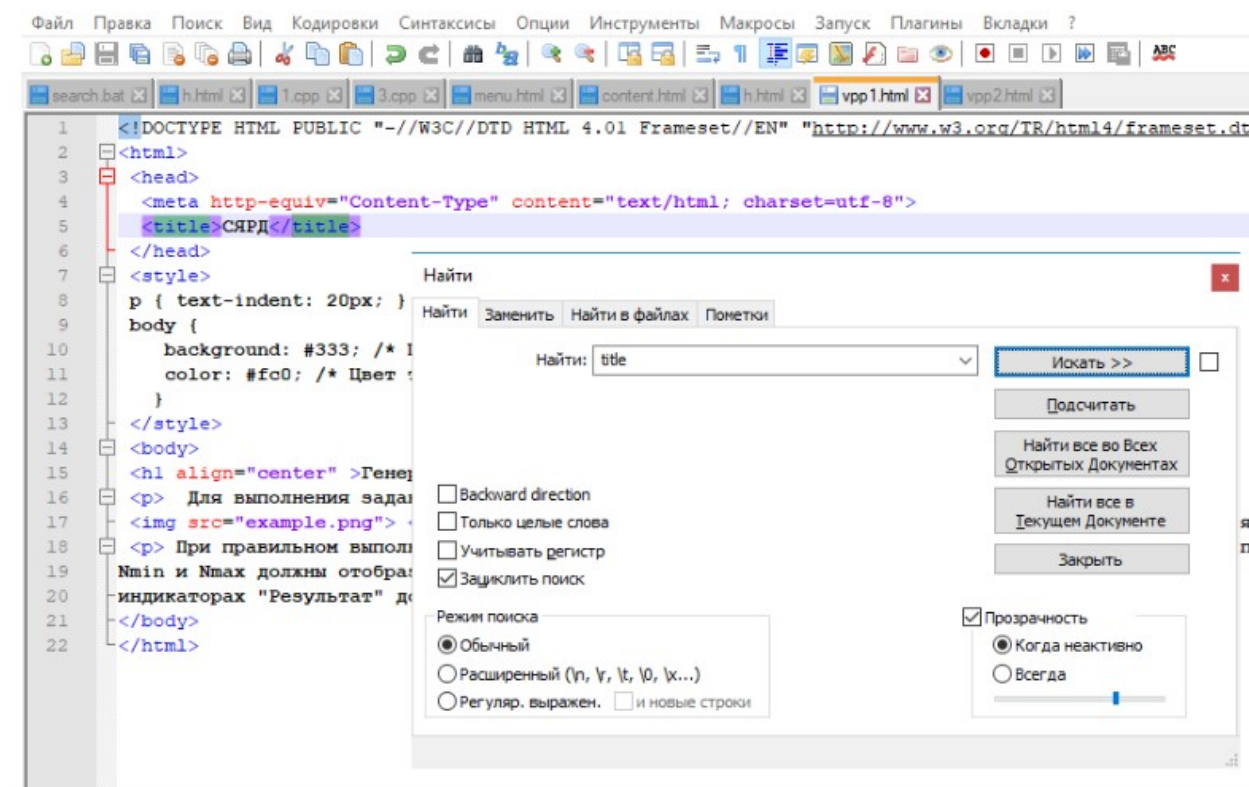 Файл Правка Поиск Вид Кодировки Синтаксисы Опции Инструменты Макросы Запуск Плагины Вкладки ?
ABC
search.bat h.html 1.cpp 3.cpp menu.html content.html h.html vpp1.html vpp2.html
1 <!DOCTYPE HTML PUBLIC "-//W3C//DTD HTML 4.01 Frameset//EN" "http://www.w3.org/TR/html4/frameset.dt
2 <html>
3 <head>
4 <meta http-equiv="Content-Type" content="text/html; charset=utf-8">
5 <title>СЯРД</title>
6 </head>
7 <style>
8 p { text-indent: 20px; }
9 body {
10 background: #333; /*
11 color: #fc0; /* Цвет
12 }
13 </style>
14 <body>
15 <h1 align="center" >Генер
16 <p> Для выполнения задан
17 <img src="example.png"> <
18 <p> При правильном выполн
19 Nmin и Nmax должны отобра
20 индикаторах "Результат" до
21 </body>
22 </html>
Найти
x
Найти Заменить Найти в файлах Пометки
Найти: title
Искать >>
Подсчитать
Найти все во Всех
Открытых Документах
Найти все в
Текущем Документе
Закрыть
Backward direction
Только целые слова
Учитывать регистр
Зациклить поиск
Режим поиска
Обычный
Расширенный (\n, \r, \t, \0, \x...)
Регуляр. выражен. и новые строки
Прозрачность
Когда неактивно
Всегда